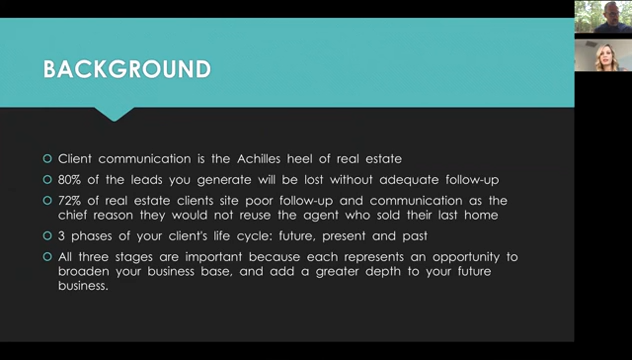 BACKGROUND
Client communication is the Achilles heel of real estate
80% of the leads you generate will be lost without adequate follow-up
72% of real estate clients site poor follow-up and communication as the
chief reason they would not reuse the agent who sold their last home
3 phases of your client's life cycle: future, present and past
All three stages are important because each represents an opportunity to
broaden your business base, and add a greater depth to your future
business.